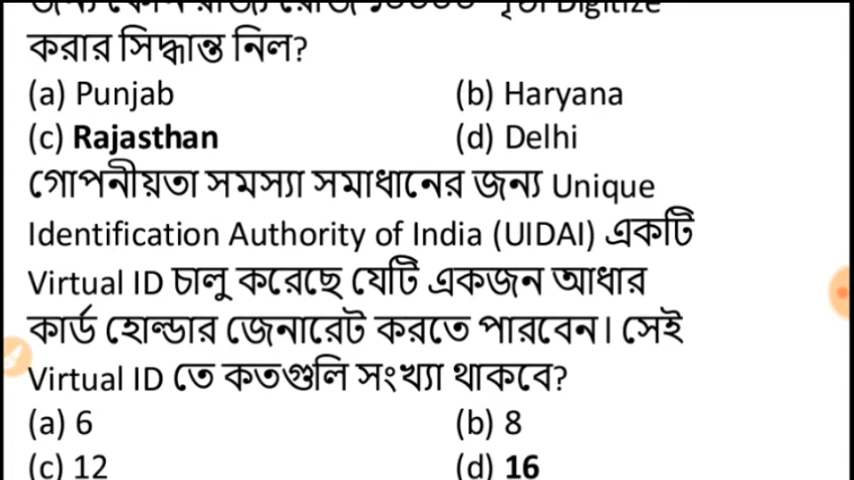 Digitize
করার সিদ্ধান্ত নিল?
(a) Punjab (b) Haryana
(c) Rajasthan (d) Delhi
গোপনীয়তা সমস্যা সমাধানের জন্য Unique
Identification Authority of India (UIDAI) একটি
Virtual ID চালু করেছে যেটি একজন আধার
কার্ড হোল্ডার জেনারেট করতে পারবেন। সেই
Virtual ID তে কতগুলি সংখ্যা থাকবে?
(a) 6 (b) 8
(c) 12 (d) 16